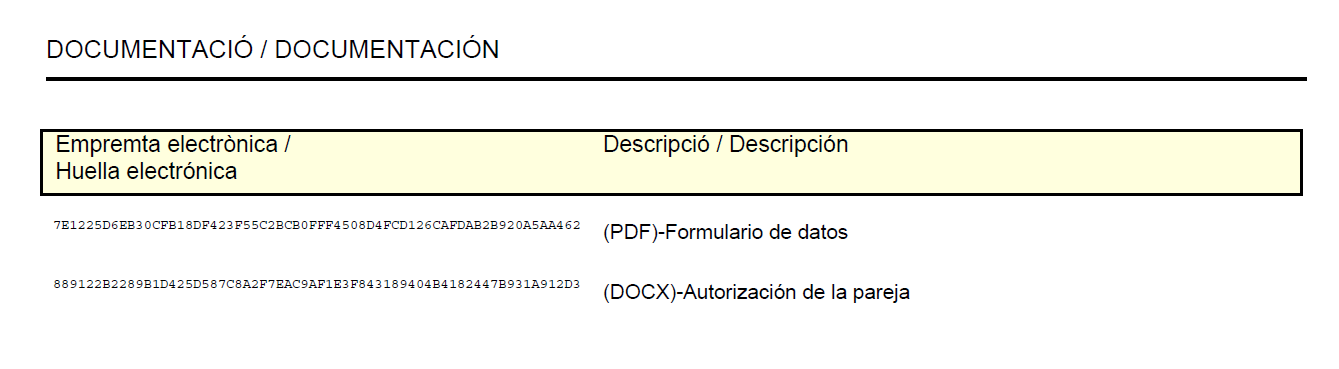 DOCUMENTACIÓ / DOCUMENTACIÓN
Empremta electrònica /
Huella electrónica
Descripció / Descripción
7E1225D6EB30CFB18DF423F55C2BCB0FFF4508D4FCD126CAFDAB2B920A5AA462
(PDF)-Formulario de datos
889122B2289B1D425D587C8A2F7EAC9AF1E3F843189404B4182447B931A912D3
(DOCX)-Autorización de la pareja